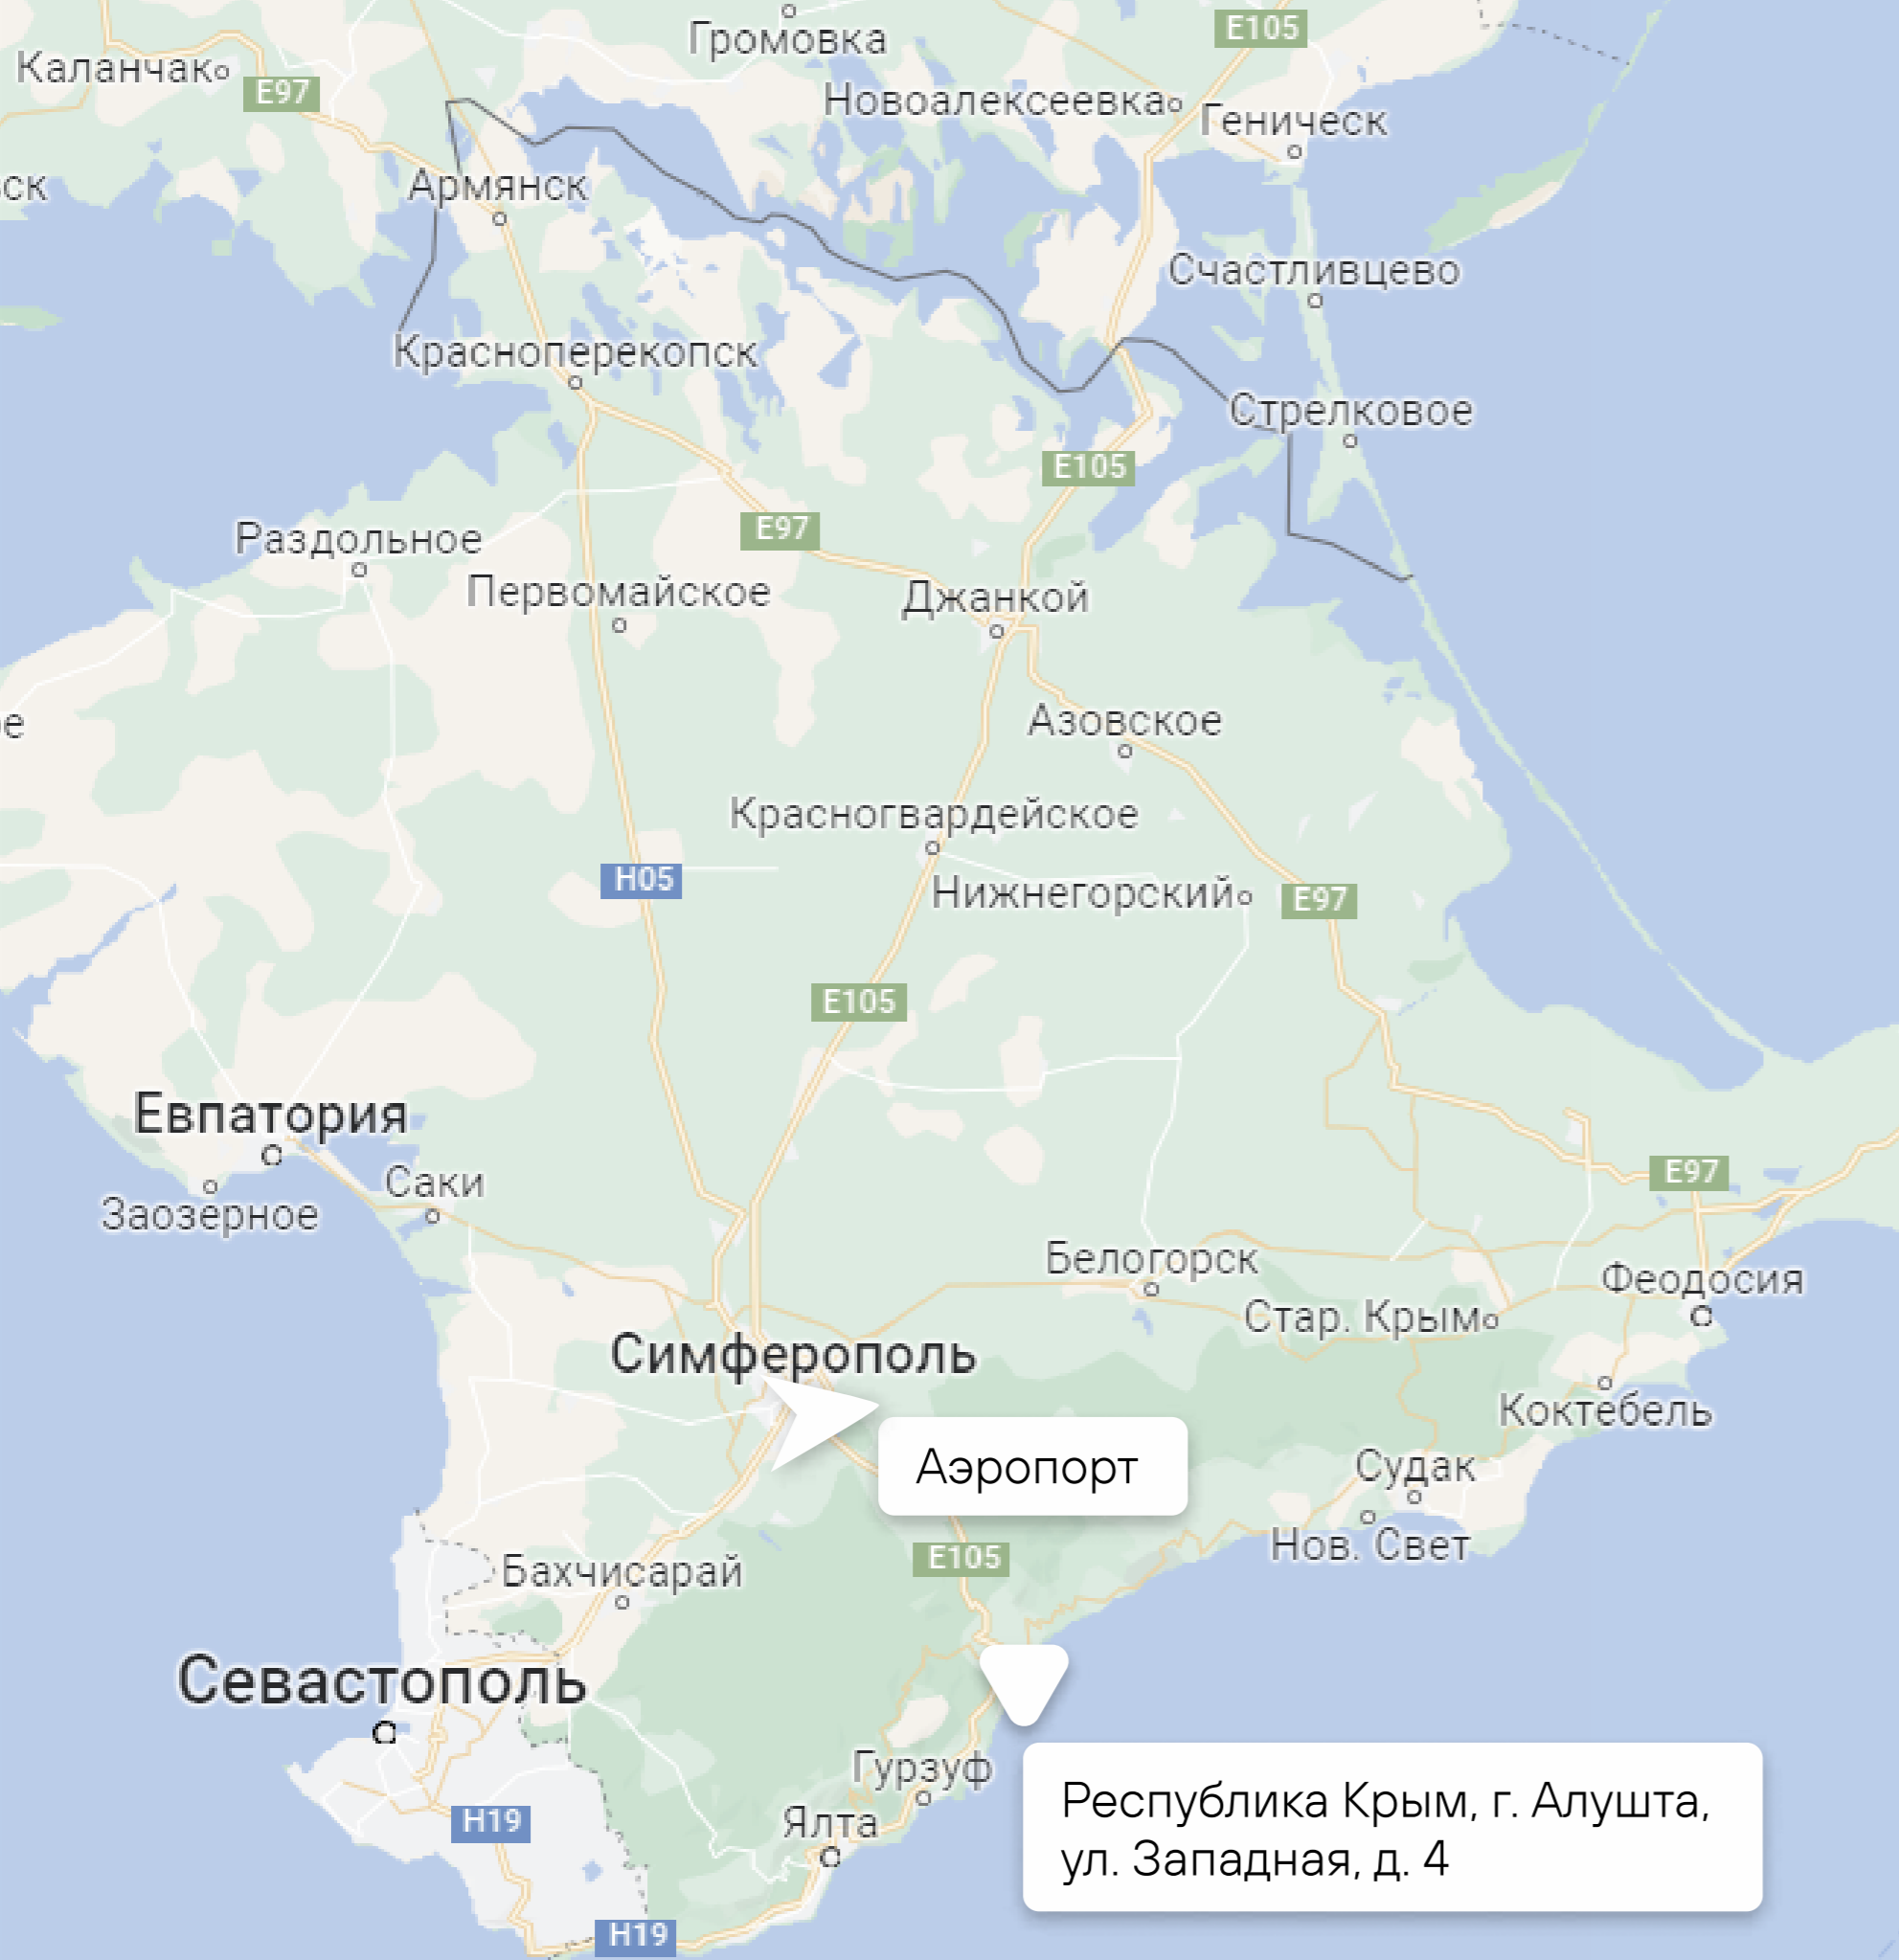 Громовка
E105
Каланчак
E97
Новоалексеевка
Геническ
Армянск
ск
Счастливцево
Красноперекопск
Стрелковое
E105
E97
Раздольное
Первомайское
Джанкой
Азовское
ое
Красногвардейское
H05
Нижнегорский
E97
E105
Евпатория
Саки
Заозерное
E97
Белогорск
Феодосия
Стар. Крым
Симферополь
Коктебель
Аэропорт
Судак
Нов. Свет
E105
Бахчисарай
Севастополь
Гурзуф
Республика Крым, г. Алушта,
ул. Западная, д. 4
Ялта
H19
H19